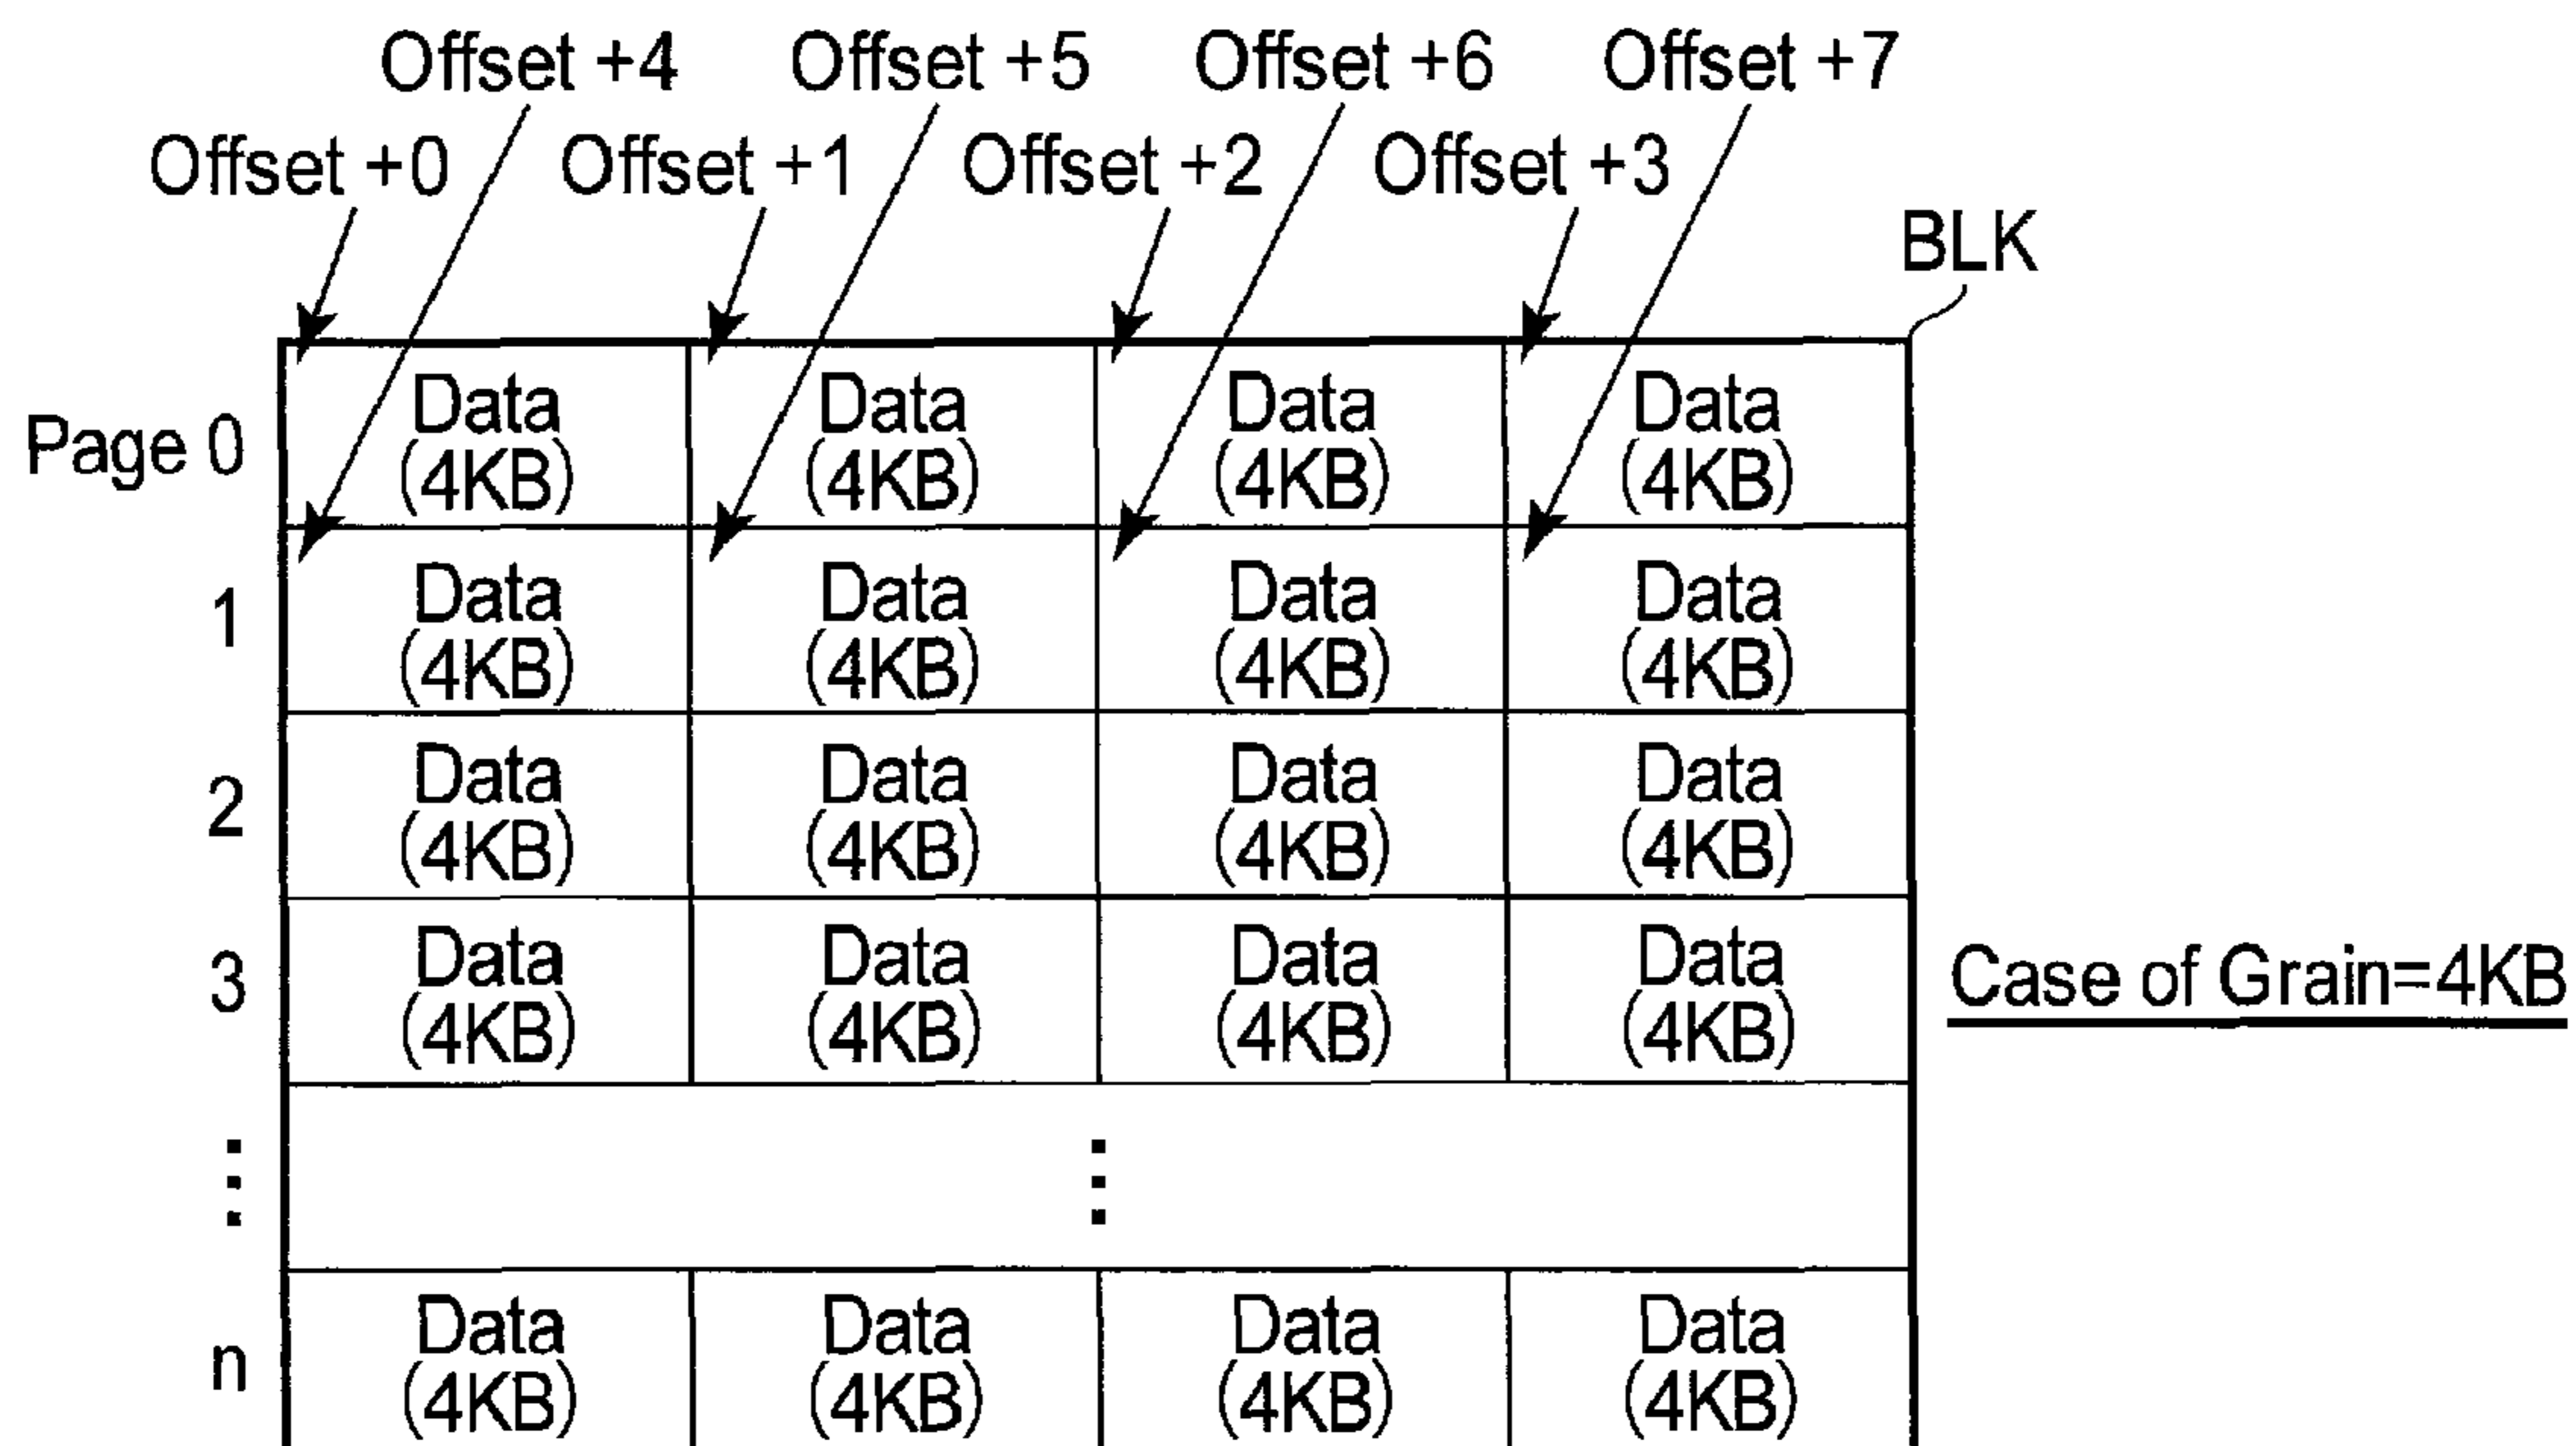 Offset +4 Offset +5 Offset +6 Offset +7
Offset +0 Offset +1 Offset +2 Offset +3
BLK
Page 0 Data Data Data Data
(4KB) (4KB) (4KB) (4KB)
1 Data Data Data Data
(4KB) (4KB) (4KB) (4KB)
2 Data Data Data Data
(4KB) (4KB) (4KB) (4KB)
3 Data Data Data Data
(4KB) (4KB) (4KB) (4KB)
Case of Grain=4KB
n Data Data Data Data
(4KB) (4KB) (4KB) (4KB)